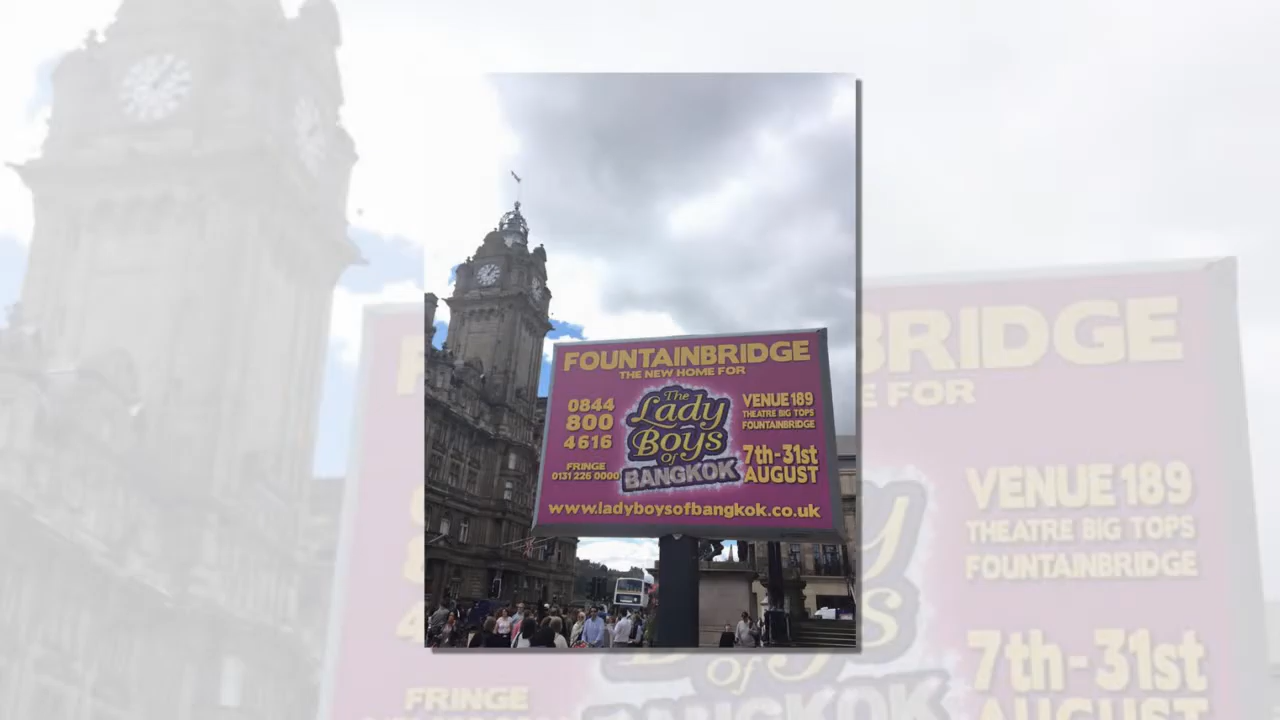 FOUNTAINBRIDGE
THE NEW HOME FOR
0844
800
4616
FRINGE
0131 226 0000
The
Lady
Boys
OF
BANGKOK
VENUE 189
THEATRE BIG TOPS
FOUNTAINBRIDGE
7th-31st
AUGUST
www.ladyboysofbangkok.co.uk